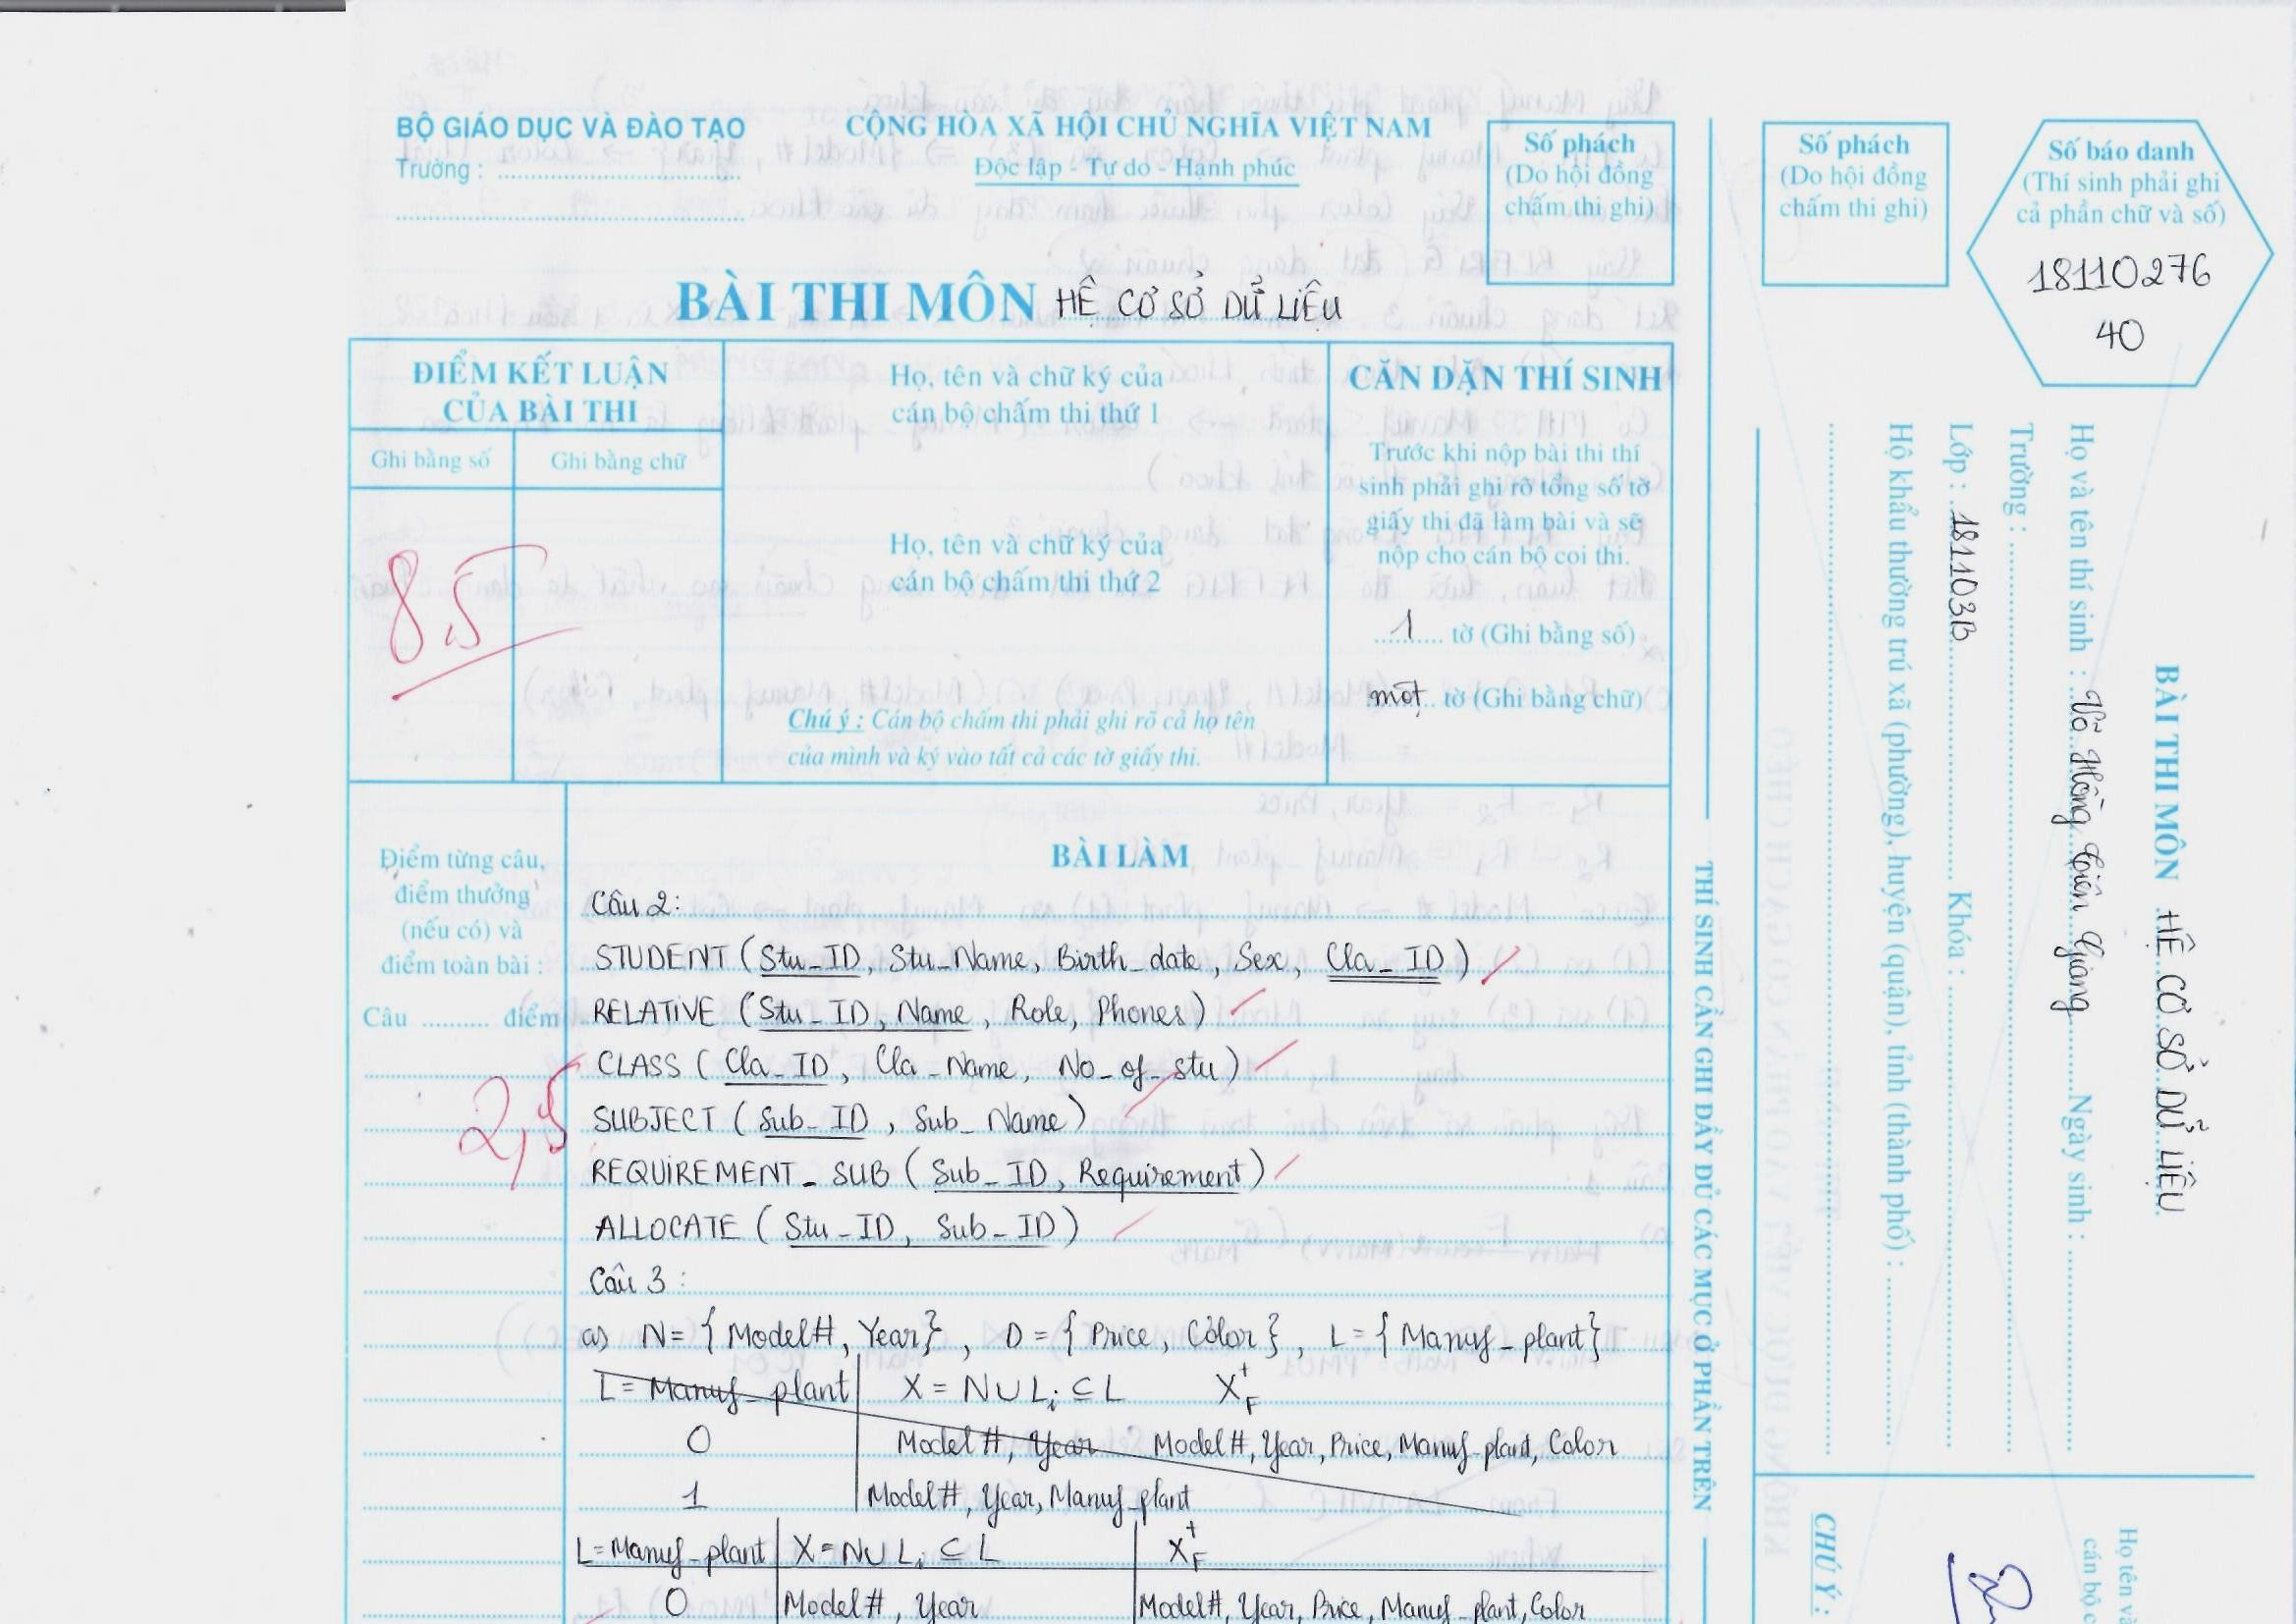 BỘ GIÁO DỤC VÀ ĐÀO TẠO
Trường :
CỘNG HÒA XÃ HỘI CHỦ NGHĨA VIỆT NAM
Độc lập - Tự do - Hạnh phúc
Số phách
(Do hội đồng
chấm thi ghi)
Số phách
(Do hội đồng
chấm thi ghi)
Số báo danh
(Thí sinh phải ghi
cả phần chữ và số)
18110276
40
BÀI THI MÔN HỆ CƠ SỞ DỮ LIỆU
ĐIỂM KẾT LUẬN
CỦA BÀI THI
Ghi bằng số
Ghi bằng chữ
8,5
Họ, tên và chữ ký của
cán bộ chấm thi thứ 1
Họ, tên và chữ ký của
cán bộ chấm thi thứ 2
Chú ý : Cán bộ chấm thi phải ghi rõ cả họ tên
của mình và ký vào tất cả các tờ giấy thi.
CĂN DẶN THÍ SINH
Trước khi nộp bài thi thí
sinh phải ghi rõ tổng số tờ
giấy thi đã làm bài và sẽ
nộp cho cán bộ coi thi.
1 tờ (Ghi bằng số)
một tờ (Ghi bằng chữ)
Điểm từng câu,
điểm thưởng
(nếu có) và
điểm toàn bài :
Câu .......... điểm
2,5
BÀI LÀM
Câu 2:
STUDENT (Stu_ID, Stu_Name, Birth_date, Sex, Cla_ID)
RELATIVE (Stu_ID, Name, Role, Phones)
CLASS (Cla_ID, Cla_Name, No_of_stu)
SUBJECT (Sub_ID, Sub_Name)
REQUIREMENT_SUB (Sub_ID, Requirement)
ALLOCATE (Stu_ID, Sub_ID)
Câu 3 :
a) N= {Model#, Year}, D = {Price, Color}, L = {Manuf_plant}
L = Manuf_plant X = N U Li ⊆ L X+F
0 Model#, Year Model#, Year, Price, Manuf_plant, Color
1 Model#, Year, Manuf_plant
L=Manuf_plant X=NU Li ⊆ L X+F
0 Model#, Year Model#, Year, Price, Manuf_plant, Color
THÍ SINH CẦN GHI ĐẦY ĐỦ CÁC MỤC Ở PHẦN TRÊN
BÀI THI MÔN HỆ CƠ SỞ DỮ LIỆU
Họ và tên thí sinh : Võ Hồng Giang Ngày sinh :
Trường :
Lớp : 181103B Khóa :
Hộ khẩu thường trú xã (phường), huyện (quận), tỉnh (thành phố) :
CHÚ Ý :
Họ tên và
cán bộ c